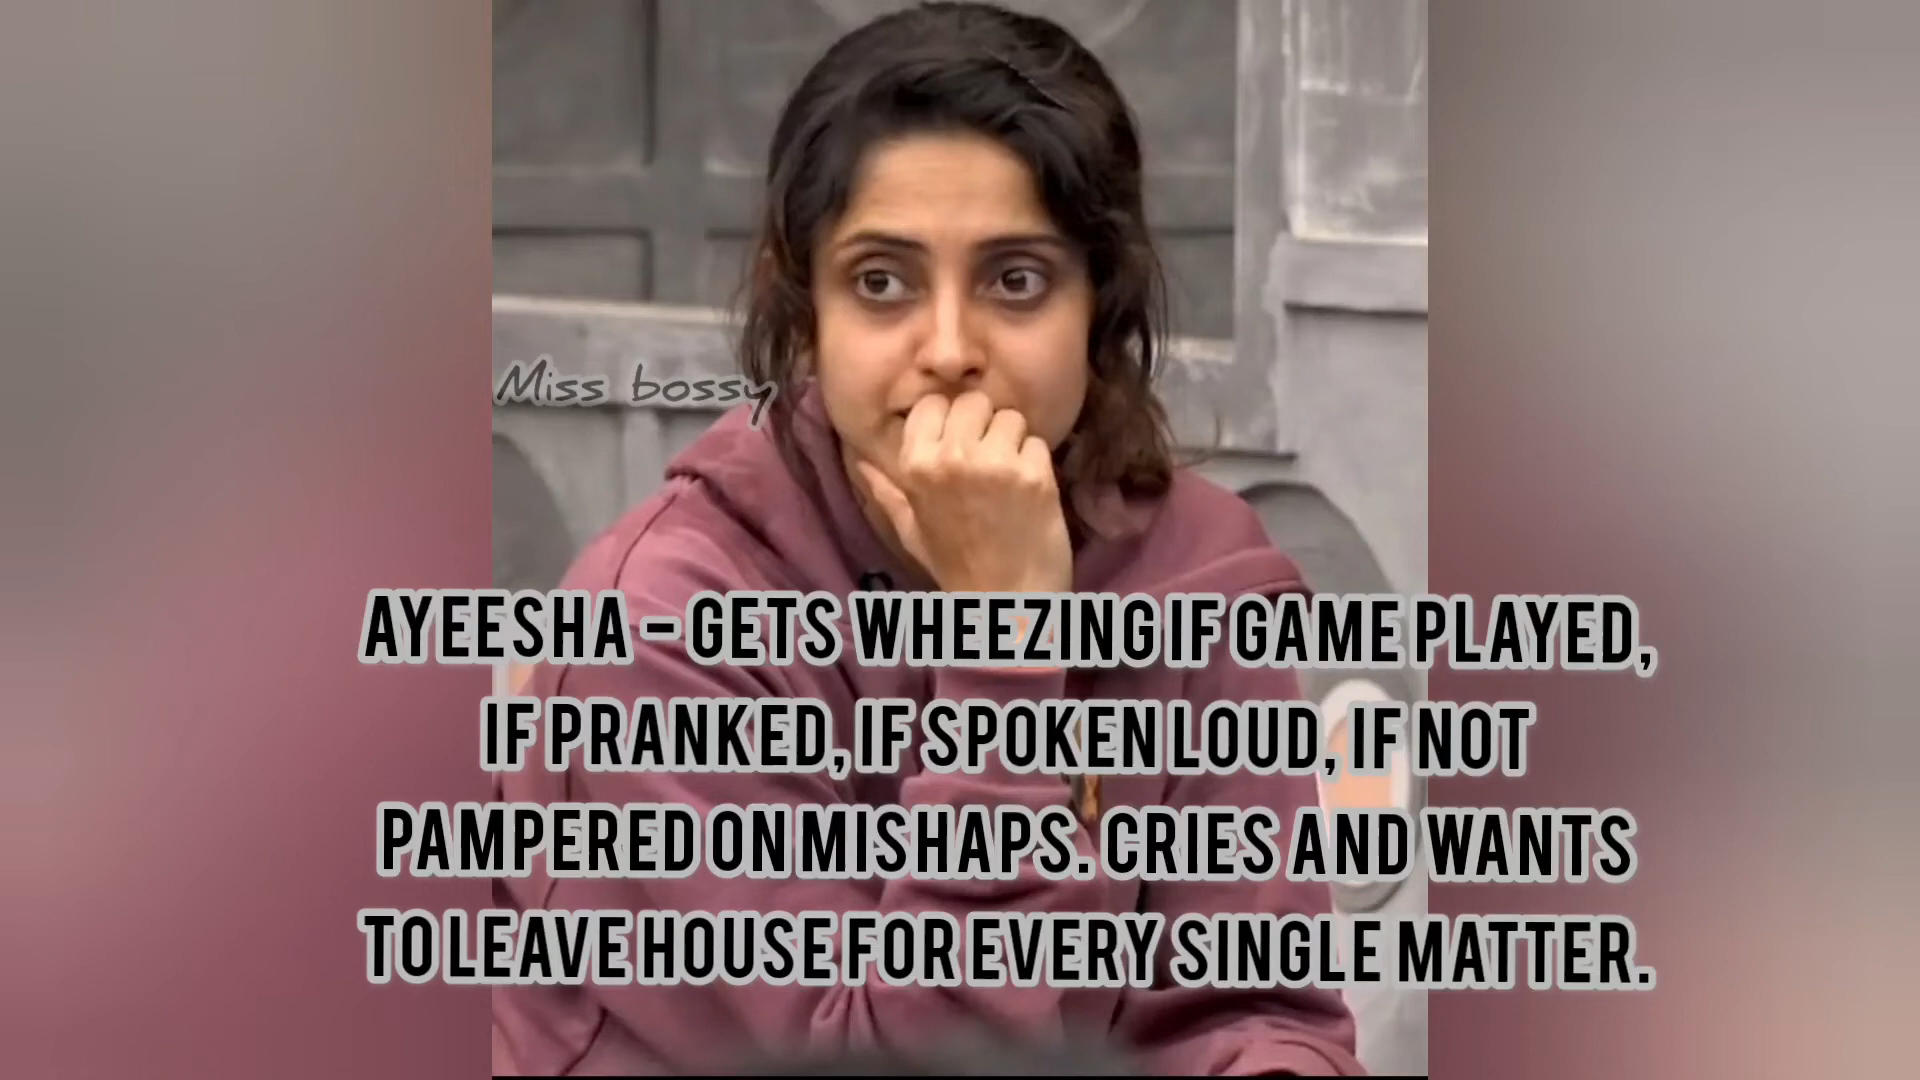 Miss bossy
AYEESHA - GETS WHEEZING IF GAME PLAYED,
IF PRANKED, IF SPOKEN LOUD, IF NOT
PAMPERED ON MISHAPS. CRIES AND WANTS
TO LEAVE HOUSE FOR EVERY SINGLE MATTER.